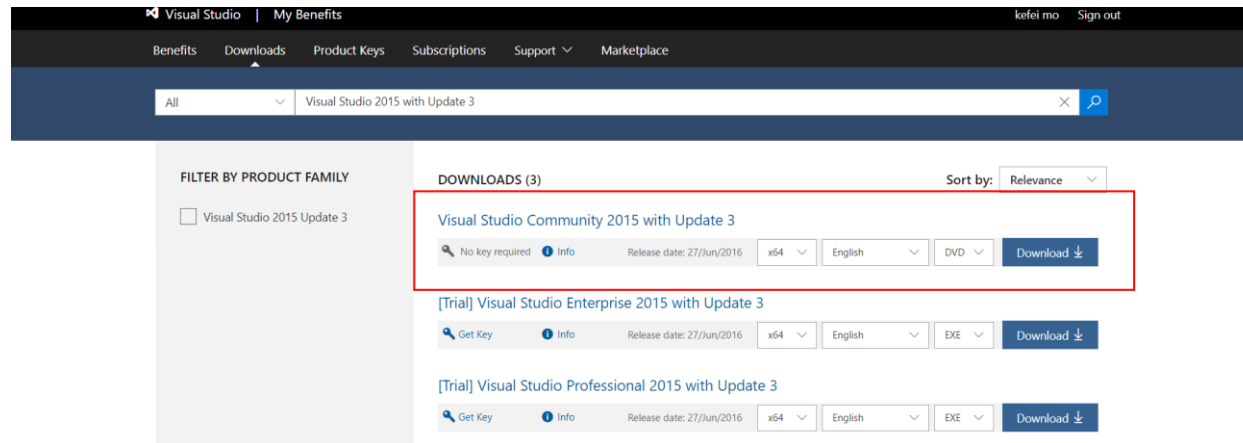 Visual Studio | My Benefits kefei mo Sign out
Benefits Downloads Product Keys Subscriptions Support Marketplace
All Visual Studio 2015 with Update 3
FILTER BY PRODUCT FAMILY
Visual Studio 2015 Update 3
DOWNLOADS (3) Sort by: Relevance
Visual Studio Community 2015 with Update 3
No key required Info Release date: 27/Jun/2016 x64 English DVD Download
[Trial] Visual Studio Enterprise 2015 with Update 3
Get Key Info Release date: 27/Jun/2016 x64 English EXE Download
[Trial] Visual Studio Professional 2015 with Update 3
Get Key Info Release date: 27/Jun/2016 x64 English EXE Download